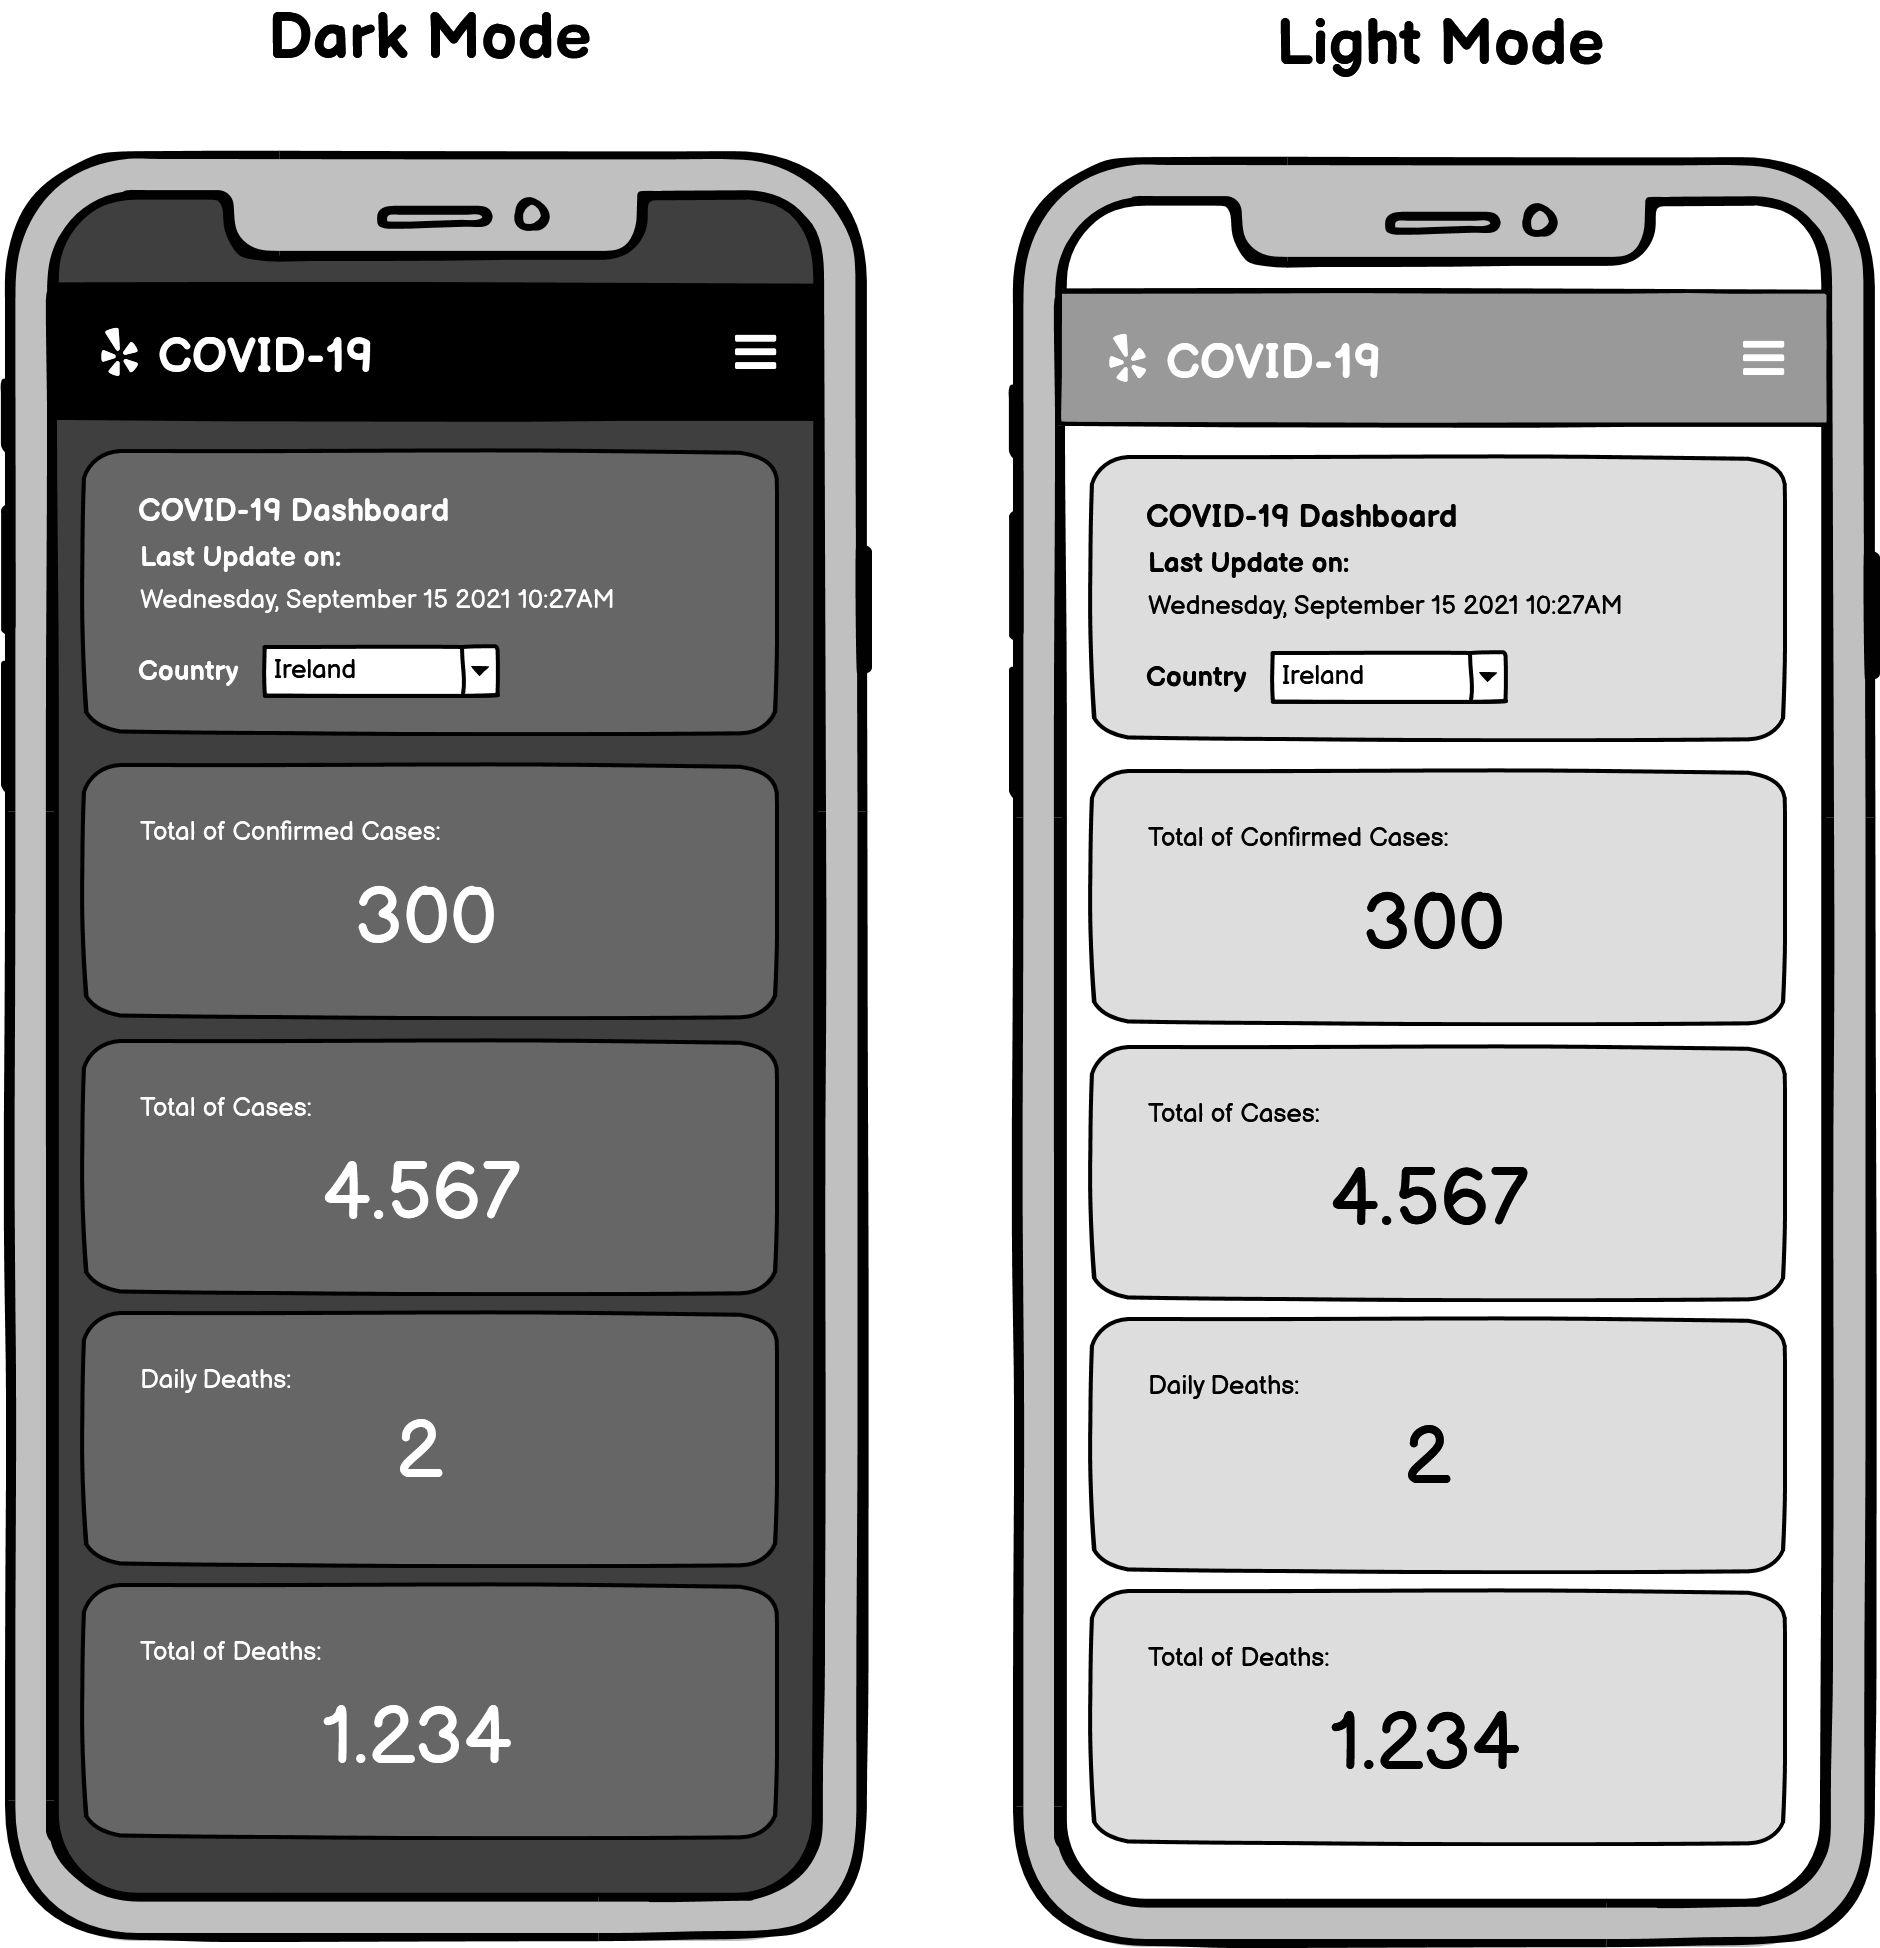 Dark Mode
COVID-19
COVID-19 Dashboard
Last Update on:
Wednesday, September 15 2021 10:27AM
Country Ireland
Total of Confirmed Cases:
300
Total of Cases:
4.567
Daily Deaths:
2
Total of Deaths:
1.234
Light Mode
COVID-19
COVID-19 Dashboard
Last Update on:
Wednesday, September 15 2021 10:27AM
Country Ireland
Total of Confirmed Cases:
300
Total of Cases:
4.567
Daily Deaths:
2
Total of Deaths:
1.234